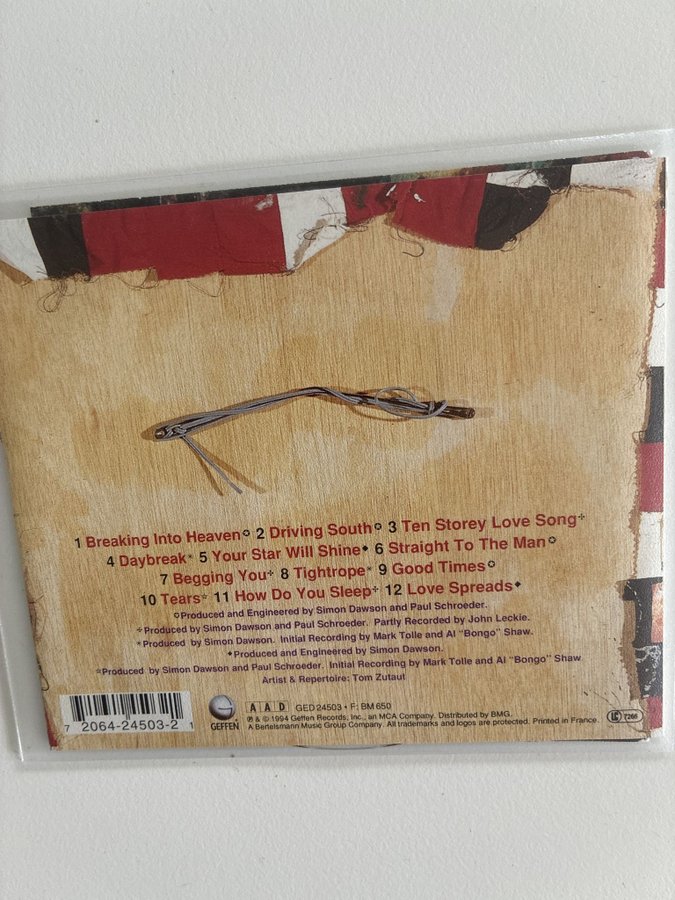 1 Breaking Into Heaven✪ 2 Driving South✪ 3 Ten Storey Love Song✢
4 Daybreak* 5 Your Star Will Shine◆ 6 Straight To The Man✪
7 Begging You✢ 8 Tightrope* 9 Good Times✪
10 Tears☆ 11 How Do You Sleep✢ 12 Love Spreads◆
✪Produced and Engineered by Simon Dawson and Paul Schroeder.
✢Produced by Simon Dawson and Paul Schroeder. Partly Recorded by John Leckie.
*Produced by Simon Dawson. Initial Recording by Mark Tolle and Al "Bongo" Shaw.
◆Produced and Engineered by Simon Dawson.
☆Produced by Simon Dawson and Paul Schroeder. Initial Recording by Mark Tolle and Al "Bongo" Shaw
Artist & Repertoire: Tom Zutaut
7 2064-24503-2 1
GEFFEN
A A D GED 24503 • F: BM 650
℗ & © 1994 Geffen Records, Inc., an MCA Company. Distributed by BMG.
A Bertelsmann Music Group Company. All trademarks and logos are protected. Printed in France.
LC 7266